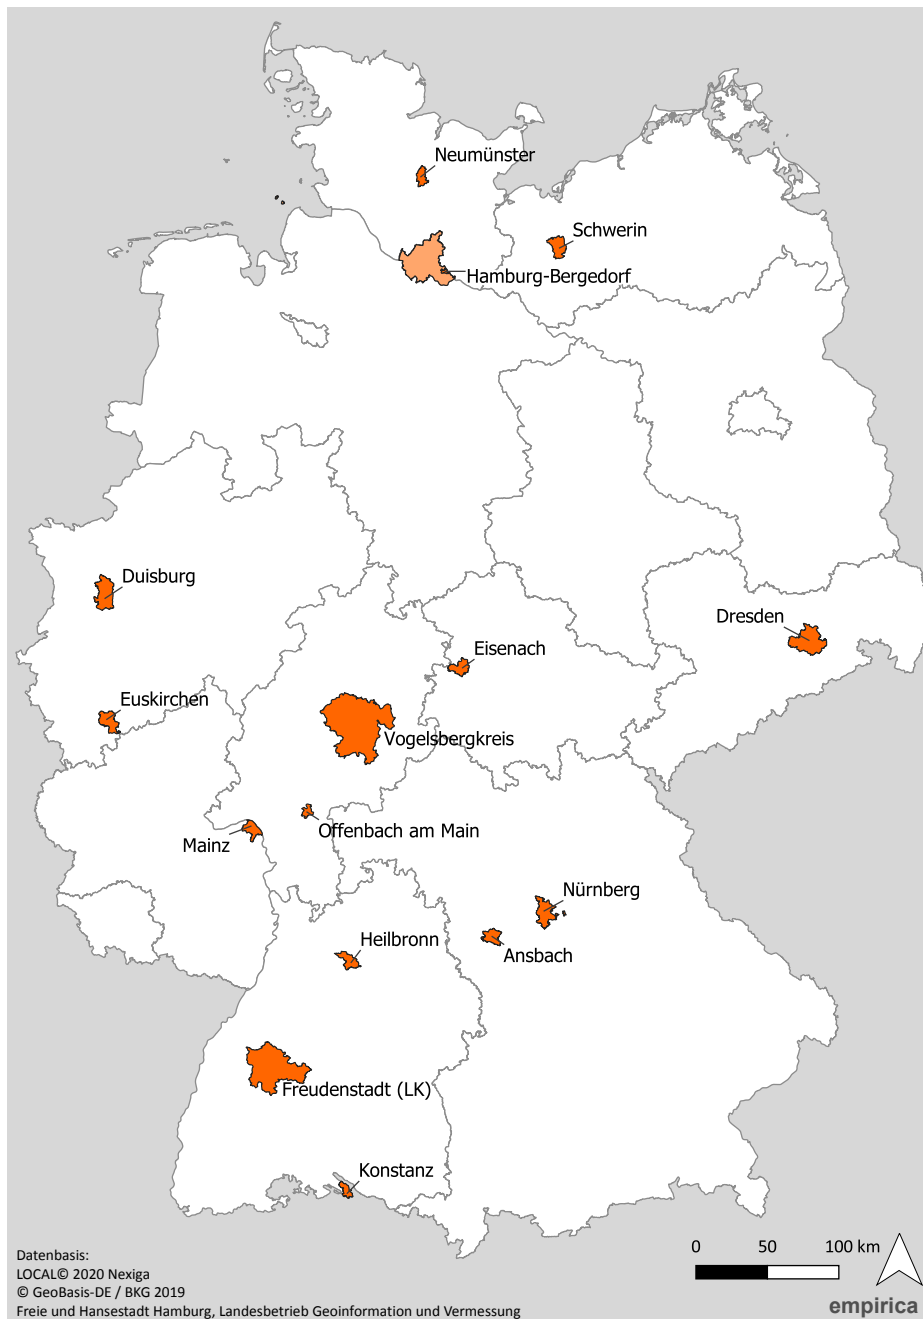 Neumünster
Schwerin
Hamburg-Bergedorf
Duisburg
Dresden
Eisenach
Euskirchen
Vogelsbergkreis
Offenbach am Main
Mainz
Nürnberg
Heilbronn
Ansbach
Freudenstadt (LK)
Konstanz
Datenbasis:
LOCAL© 2020 Nexiga
© GeoBasis-DE / BKG 2019
Freie und Hansestadt Hamburg, Landesbetrieb Geoinformation und Vermessung
0 50 100 km
empirica